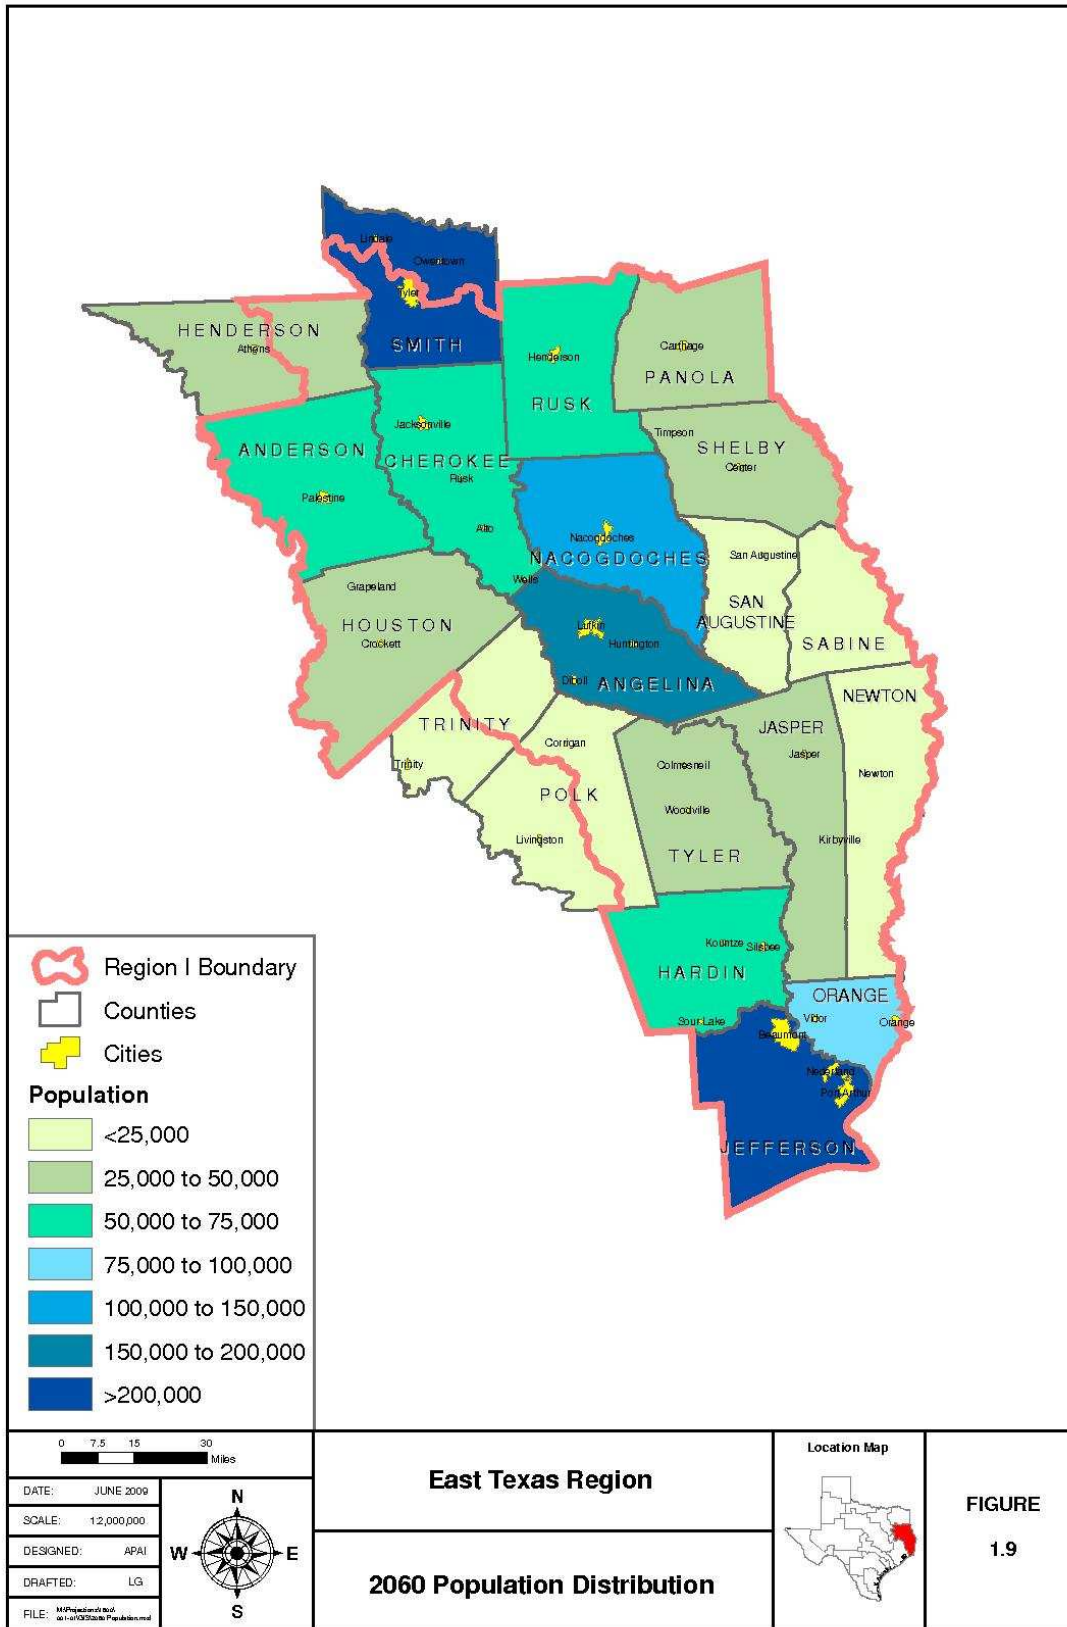 Lindale
Owentown
Tyler
SMITH
HENDERSON
Athens
Henderson
RUSK
Carthage
PANOLA
Timpson
SHELBY
Center
ANDERSON
Palestine
Jacksonville
CHEROKEE
Rusk
Alto
Wells
Nacogdoches
NACOGDOCHES
San Augustine
SAN
AUGUSTINE
SABINE
Grapeland
HOUSTON
Crockett
Lufkin
Huntington
Diboll
ANGELINA
TRINITY
Trinity
Corrigan
POLK
Livingston
Colmesneil
Woodville
TYLER
JASPER
Jasper
Kirbyville
NEWTON
Newton
Kountze
Silsbee
HARDIN
Sour Lake
ORANGE
Vidor
Orange
Beaumont
Nederland
Port Arthur
JEFFERSON
Region I Boundary
Counties
Cities
Population
<25,000
25,000 to 50,000
50,000 to 75,000
75,000 to 100,000
100,000 to 150,000
150,000 to 200,000
>200,000
0 7.5 15 30
Miles
DATE: JUNE 2009
SCALE: 1:2,000,000
DESIGNED: APAI
DRAFTED: LG
FILE:
N
W E
S
East Texas Region
2060 Population Distribution
Location Map
FIGURE
1.9